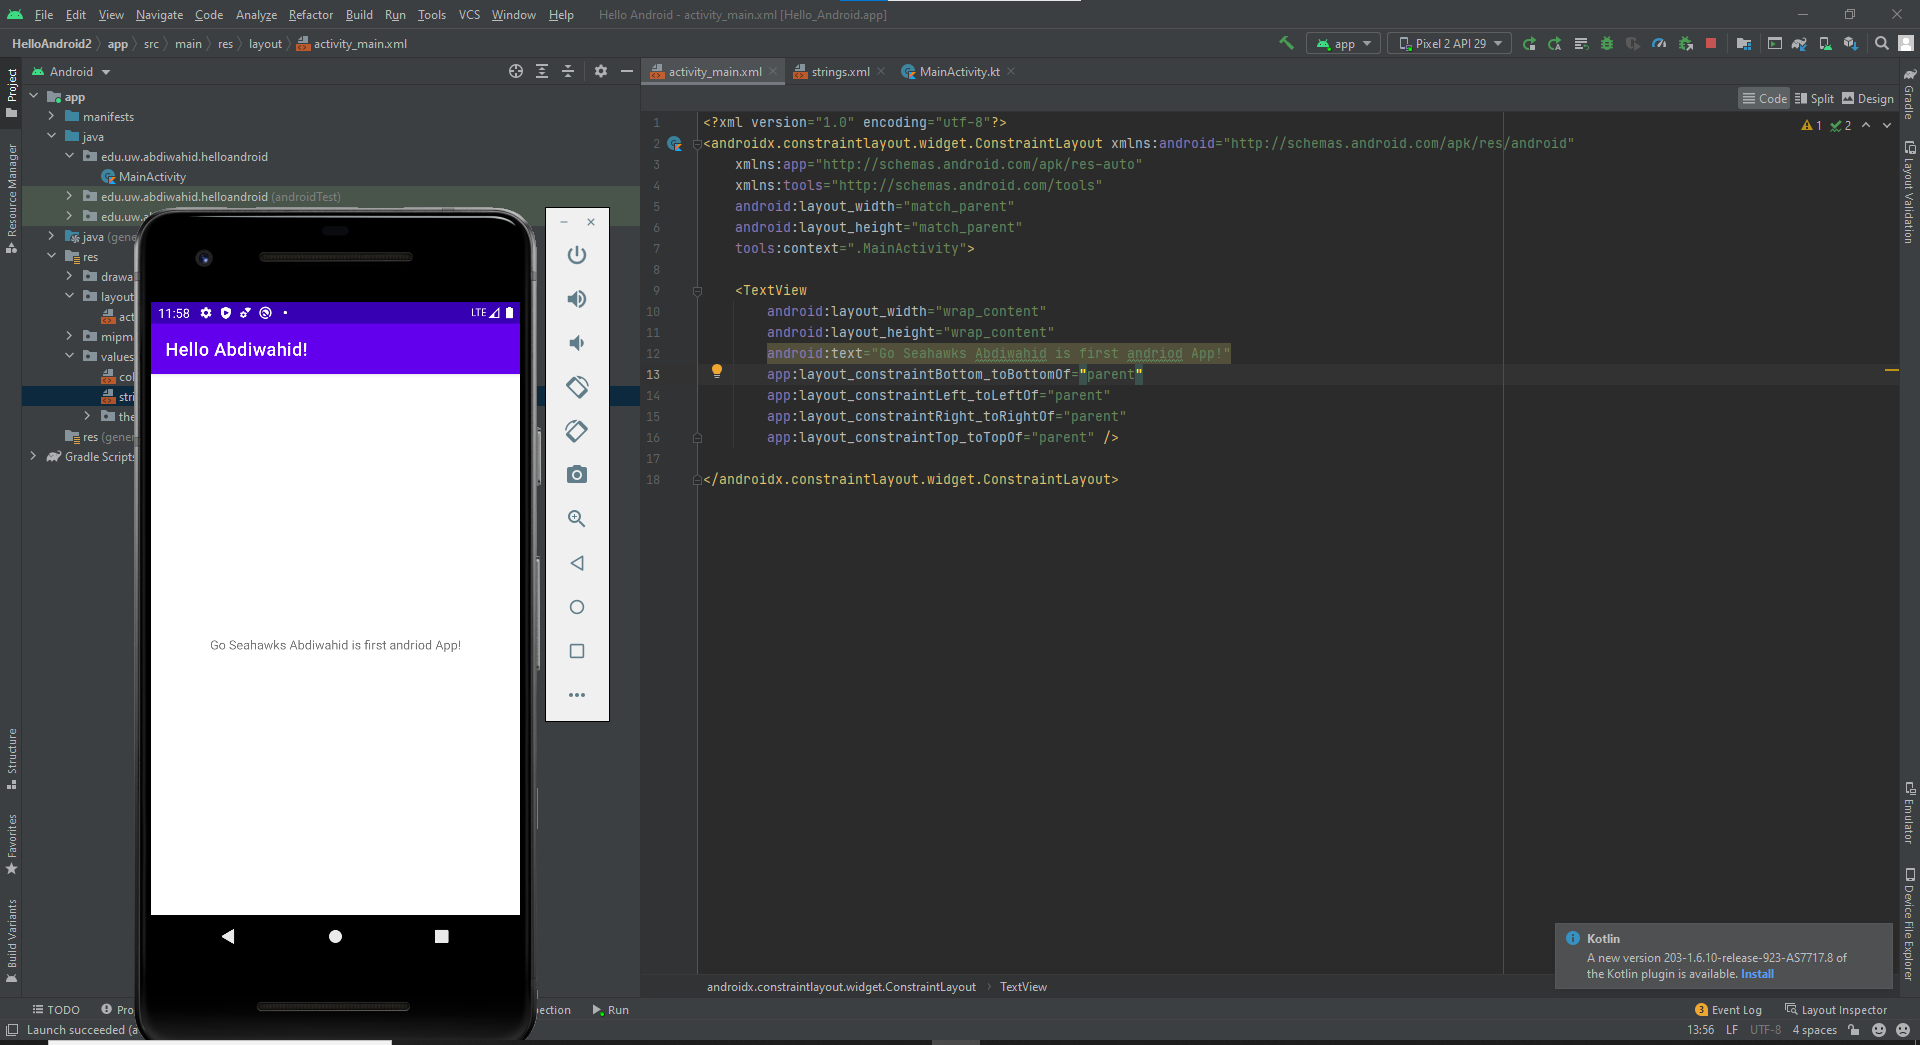 File Edit View Navigate Code Analyze Refactor Build Run Tools VCS Window Help Hello Android - activity_main.xml [Hello_Android.app]
HelloAndroid2 app src main res layout activity_main.xml
app Pixel 2 API 29
Android
activity_main.xml strings.xml MainActivity.kt
Code Split Design
Project
Resource Manager
Structure
Favorites
Build Variants
app
manifests
java
edu.uw.abdiwahid.helloandroid
MainActivity
edu.uw.abdiwahid.helloandroid (androidTest)
edu.uw.a
java (gene
res
drawa
layout
act
mipm
values
col
stri
the
res (gener
Gradle Scripts
11:58 LTE
Hello Abdiwahid!
Go Seahawks Abdiwahid is first andriod App!
1 <?xml version="1.0" encoding="utf-8"?>
2 <androidx.constraintlayout.widget.ConstraintLayout xmlns:android="http://schemas.android.com/apk/res/android"
3 xmlns:app="http://schemas.android.com/apk/res-auto"
4 xmlns:tools="http://schemas.android.com/tools"
5 android:layout_width="match_parent"
6 android:layout_height="match_parent"
7 tools:context=".MainActivity">
8
9 <TextView
10 android:layout_width="wrap_content"
11 android:layout_height="wrap_content"
12 android:text="Go Seahawks Abdiwahid is first andriod App!"
13 app:layout_constraintBottom_toBottomOf="parent"
14 app:layout_constraintLeft_toLeftOf="parent"
15 app:layout_constraintRight_toRightOf="parent"
16 app:layout_constraintTop_toTopOf="parent" />
17
18 </androidx.constraintlayout.widget.ConstraintLayout>
1 2
Gradle
Layout Validation
Emulator
Device File Explorer
Kotlin
A new version 203-1.6.10-release-923-AS7717.8 of
the Kotlin plugin is available. Install
androidx.constraintlayout.widget.ConstraintLayout TextView
TODO Pro ection Run 3 Event Log Layout Inspector
Launch succeeded (a 13:56 LF UTF-8 4 spaces